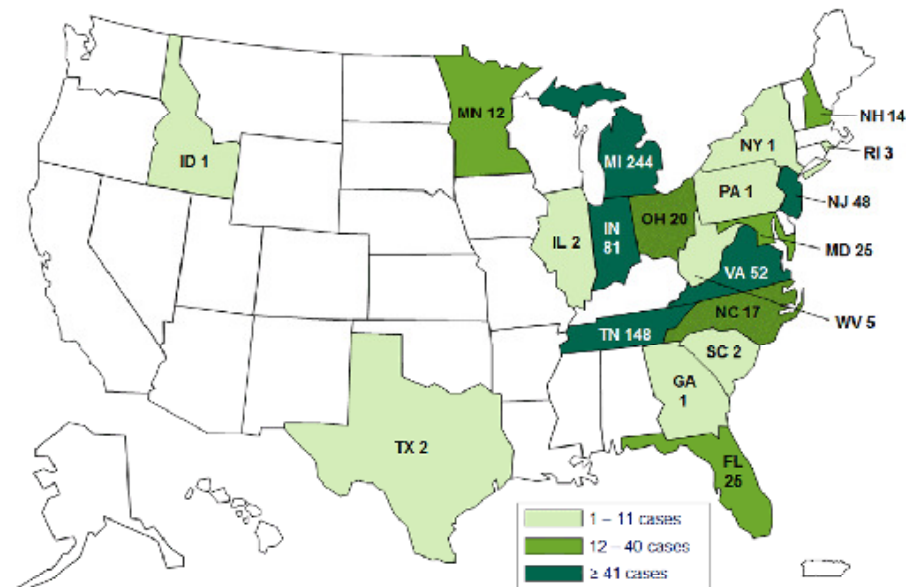 MN 12
NH 14
NY 1
RI 3
ID 1
MI 244
PA 1
NJ 48
OH 20
IL 2
IN
81
MD 25
VA 52
NC 17
WV 5
TN 148
SC 2
GA
1
TX 2
FL
25
1 – 11 cases
12 – 40 cases
≥ 41 cases